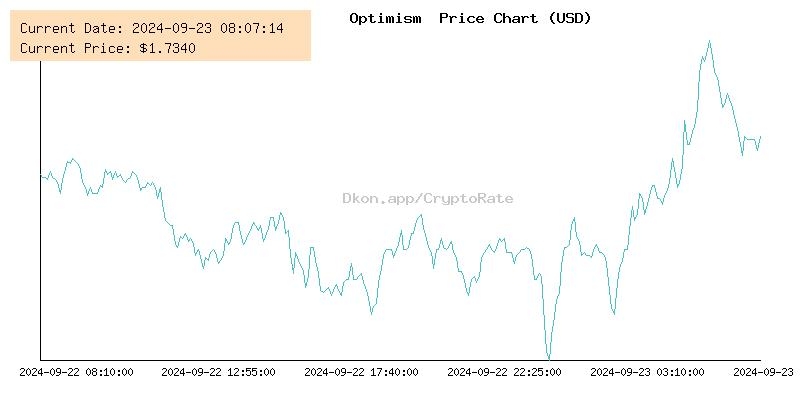 Optimism  Price Chart (USD)
Current Date: 2024-09-23 08:07:14
Current Price: $1.7340
Dkon.app/CryptoRate
2024-09-22 08:10:00 2024-09-22 12:55:00 2024-09-22 17:40:00 2024-09-22 22:25:00 2024-09-23 03:10:00 2024-09-23